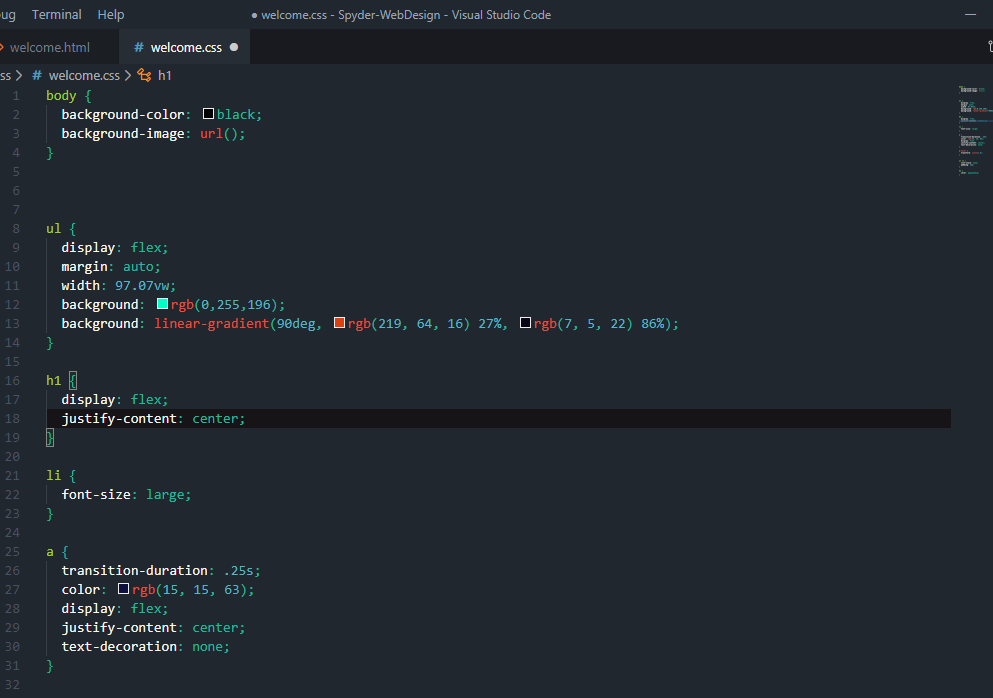 ug Terminal Help ● welcome.css - Spyder-WebDesign - Visual Studio Code
welcome.html # welcome.css ●
ss > # welcome.css > h1
1 body {
2 background-color: black;
3 background-image: url();
4 }
5
6
7
8 ul {
9 display: flex;
10 margin: auto;
11 width: 97.07vw;
12 background: rgb(0,255,196);
13 background: linear-gradient(90deg, rgb(219, 64, 16) 27%, rgb(7, 5, 22) 86%);
14 }
15
16 h1 {
17 display: flex;
18 justify-content: center;
19 }
20
21 li {
22 font-size: large;
23 }
24
25 a {
26 transition-duration: .25s;
27 color: rgb(15, 15, 63);
28 display: flex;
29 justify-content: center;
30 text-decoration: none;
31 }
32